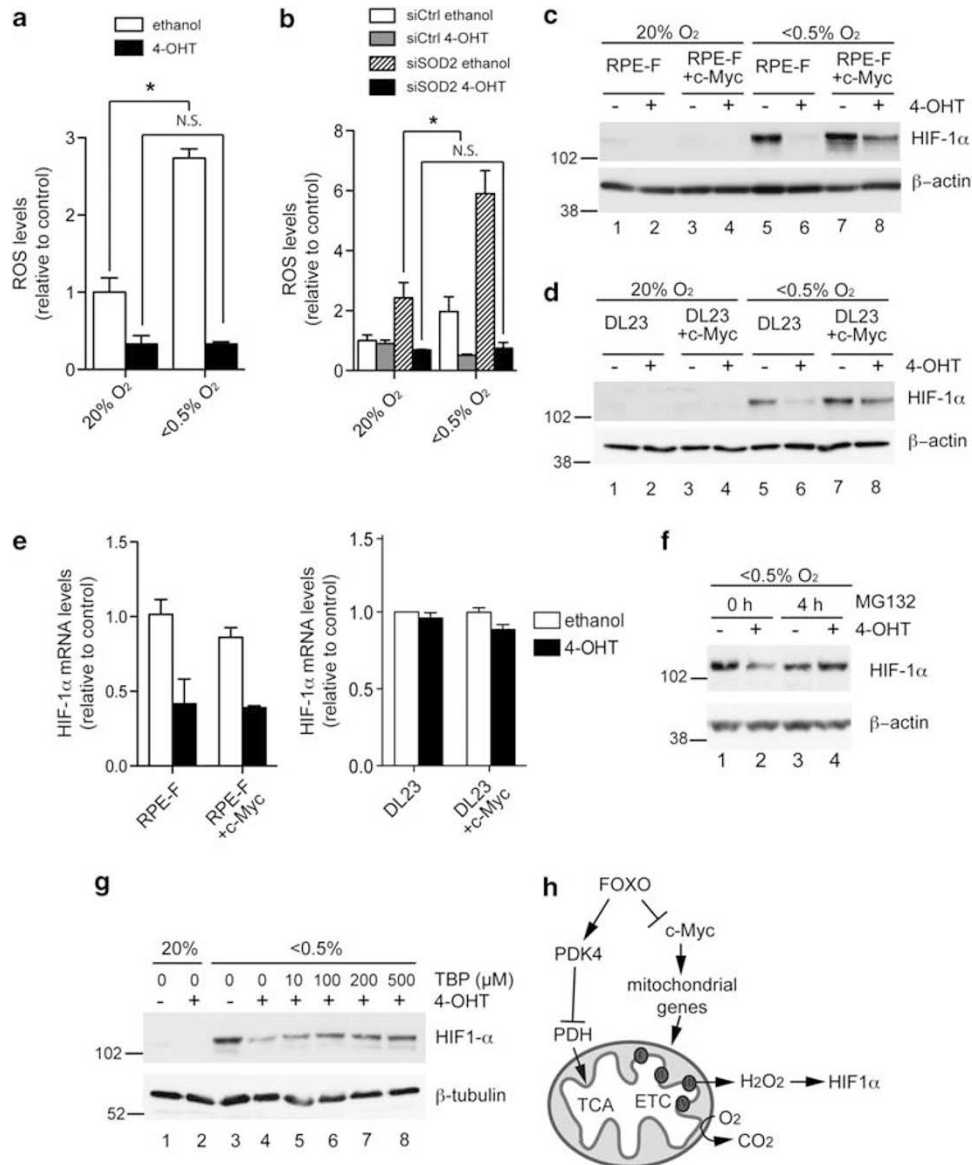 a
ethanol
4-OHT
*
N.S.
3
2
1
0
ROS levels
(relative to control)
20% O2
<0.5% O2
b
siCtrl ethanol
siCtrl 4-OHT
siSOD2 ethanol
siSOD2 4-OHT
*
N.S.
8
6
4
2
0
ROS levels
(relative to control)
20% O2
<0.5% O2
c
20% O2 <0.5% O2
RPE-F RPE-F +c-Myc RPE-F RPE-F +c-Myc
- + - + - + - + 4-OHT
HIF-1α
102
β-actin
38
1 2 3 4 5 6 7 8
d
20% O2 <0.5% O2
DL23 DL23 +c-Myc DL23 DL23 +c-Myc
- + - + - + - + 4-OHT
HIF-1α
102
β-actin
38
1 2 3 4 5 6 7 8
e
1.5
1.0
0.5
0.0
HIF-1α mRNA levels
(relative to control)
RPE-F
RPE-F
+c-Myc
1.5
1.0
0.5
0.0
HIF-1α mRNA levels
(relative to control)
DL23
DL23
+c-Myc
ethanol
4-OHT
f
<0.5% O2
0 h 4 h MG132
- + - + 4-OHT
HIF-1α
102
β-actin
38
1 2 3 4
g
20% <0.5%
0 0 0 0 10 100 200 500 TBP (μM)
- + - + + + + + 4-OHT
HIF1-α
102
β-tubulin
52
1 2 3 4 5 6 7 8
h
FOXO
c-Myc
PDK4
mitochondrial
genes
PDH
TCA ETC
H2O2
HIF1α
O2
CO2